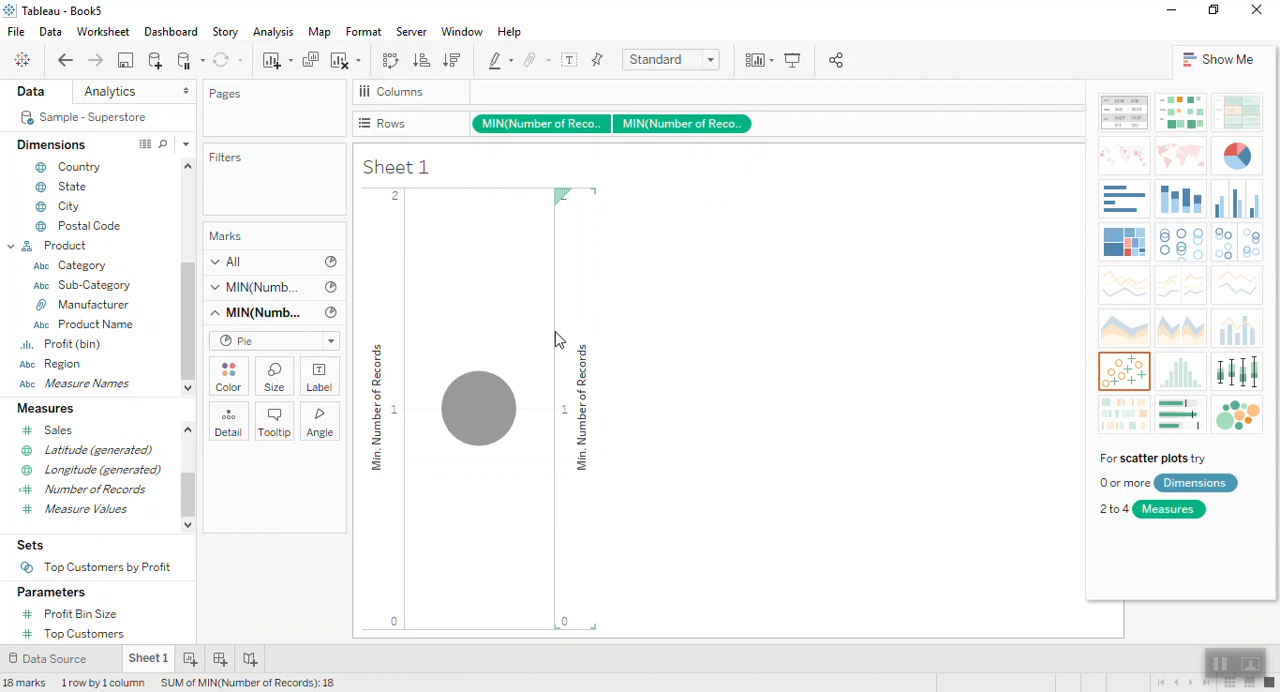 Tableau - Book5
File Data Worksheet Dashboard Story Analysis Map Format Server Window Help
Standard
Show Me
Data Analytics
Sample - Superstore
Dimensions
Country
State
City
Postal Code
Product
Abc Category
Abc Sub-Category
Manufacturer
Abc Product Name
Profit (bin)
Abc Region
Abc Measure Names
Measures
Sales
Latitude (generated)
Longitude (generated)
Number of Records
Measure Values
Sets
Top Customers by Profit
Parameters
Profit Bin Size
Top Customers
Pages
Filters
Marks
All
MIN(Numb...
MIN(Numb...
Pie
Color Size Label
Detail Tooltip Angle
Columns
Rows MIN(Number of Reco.. MIN(Number of Reco..
Sheet 1
2
1 1
0 0
Min. Number of Records
Min. Number of Records
For scatter plots try
0 or more Dimensions
2 to 4 Measures
Data Source Sheet 1
18 marks 1 row by 1 column SUM of MIN(Number of Records): 18